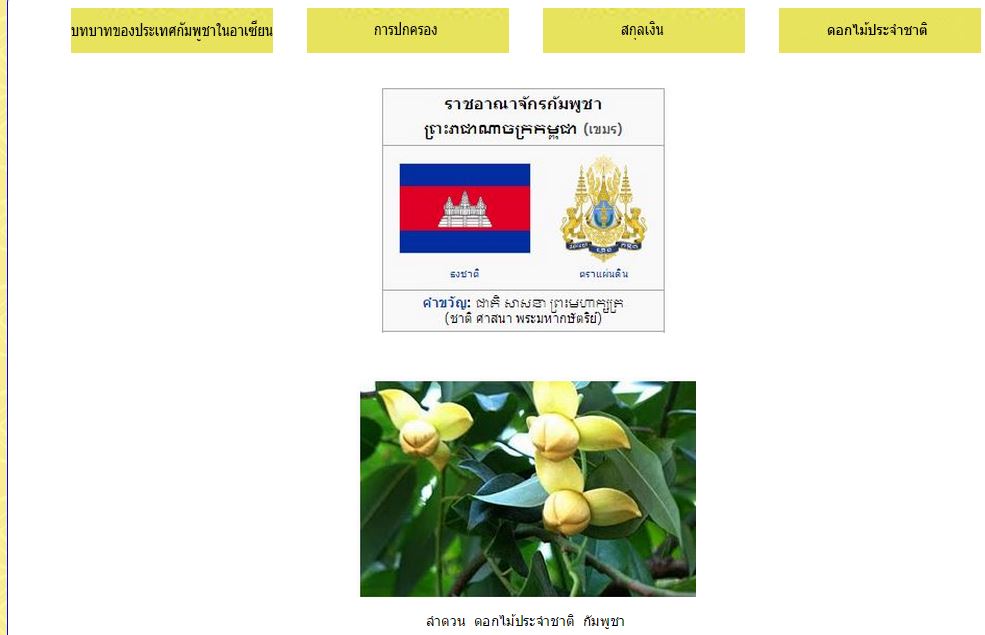 บทบาทของประเทศกัมพูชาในอาเซียน
การปกครอง
สกุลเงิน
ดอกไม้ประจำชาติ
ราชอาณาจักรกัมพูชา
ព្រះរាជាណាចក្រកម្ពុជា (เขมร)
ธงชาติ
ตราแผ่นดิน
คำขวัญ: ជាតិ សាសនា ព្រះមហាក្សត្រ
(ชาติ ศาสนา พระมหากษัตริย์)
ลำดวน ดอกไม้ประจำชาติ กัมพูชา